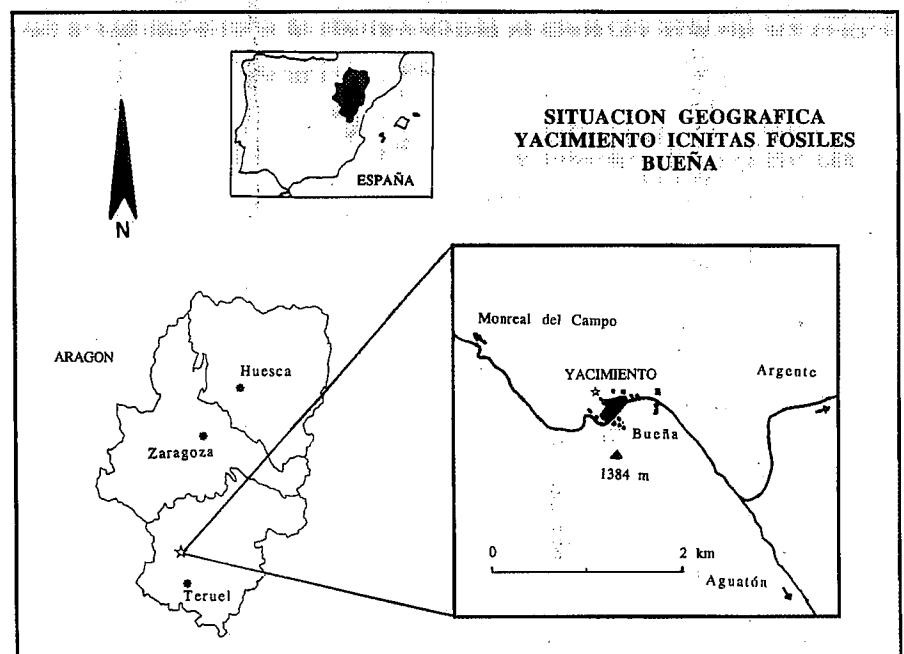 SITUACION GEOGRAFICA
YACIMIENTO ICNITAS FOSILES
BUEÑA
ESPAÑA
N
ARAGON
Huesca
Zaragoza
Teruel
Monreal del Campo
YACIMIENTO
Argente
Bueña
1384 m
0 2 km
Aguatón